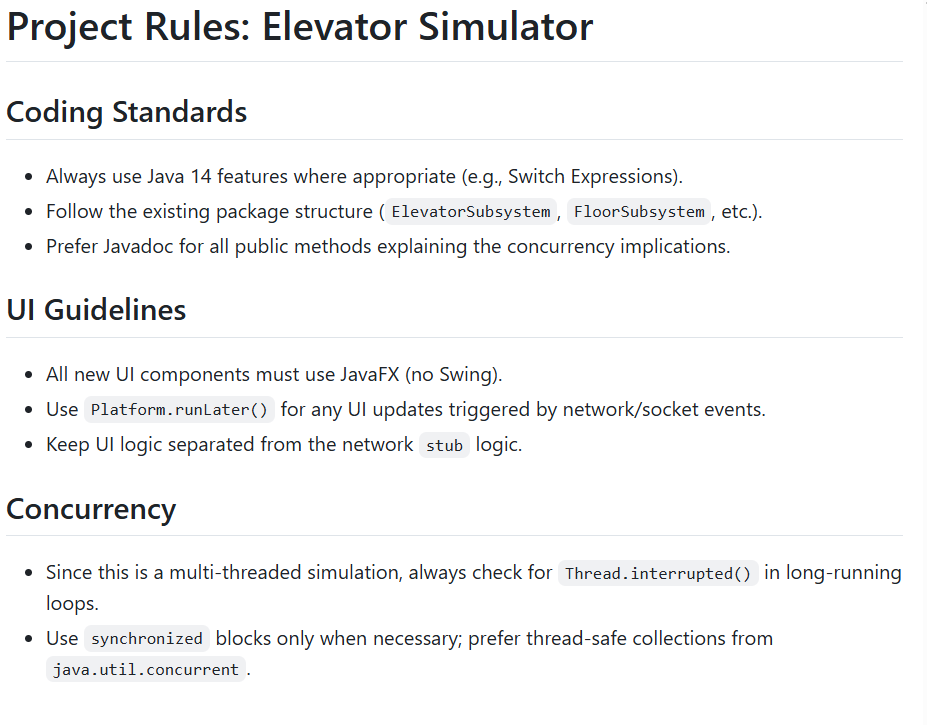 Project Rules: Elevator Simulator
Coding Standards
Always use Java 14 features where appropriate (e.g., Switch Expressions).
Follow the existing package structure (ElevatorSubsystem, FloorSubsystem, etc.).
Prefer Javadoc for all public methods explaining the concurrency implications.
UI Guidelines
All new UI components must use JavaFX (no Swing).
Use Platform.runLater() for any UI updates triggered by network/socket events.
Keep UI logic separated from the network stub logic.
Concurrency
Since this is a multi-threaded simulation, always check for Thread.interrupted() in long-running
loops.
Use synchronized blocks only when necessary; prefer thread-safe collections from
java.util.concurrent.